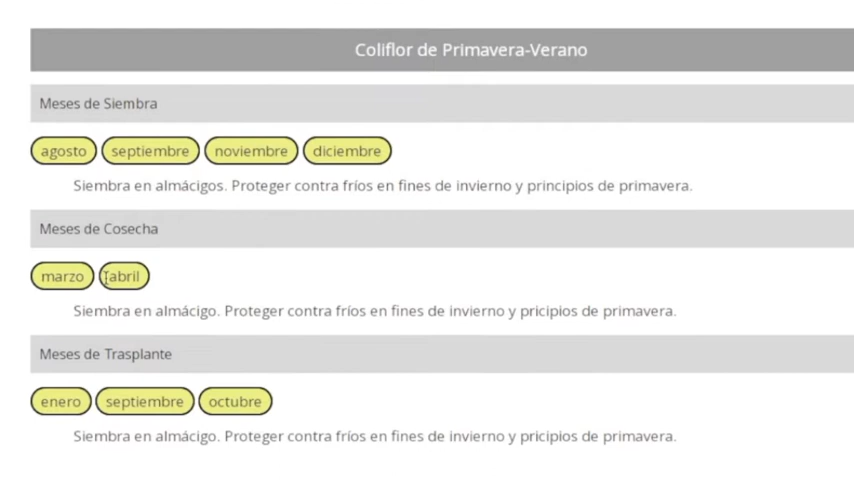 Coliflor de Primavera-Verano
Meses de Siembra
agosto septiembre noviembre diciembre
Siembra en almácigos. Proteger contra fríos en fines de invierno y principios de primavera.
Meses de Cosecha
marzo abril
Siembra en almácigo. Proteger contra fríos en fines de invierno y pricipios de primavera.
Meses de Trasplante
enero septiembre octubre
Siembra en almácigo. Proteger contra fríos en fines de invierno y pricipios de primavera.